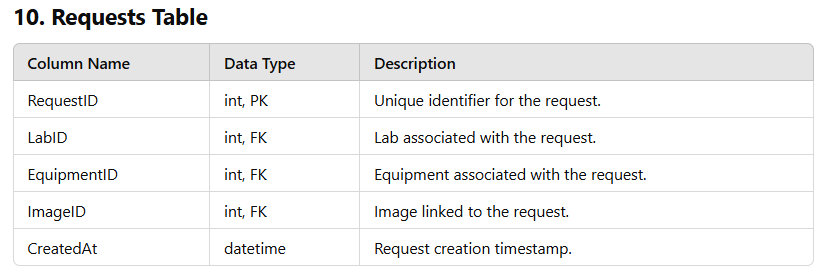 10. Requests Table
Column Name Data Type Description
RequestID int, PK Unique identifier for the request.
LabID int, FK Lab associated with the request.
EquipmentID int, FK Equipment associated with the request.
ImageID int, FK Image linked to the request.
CreatedAt datetime Request creation timestamp.